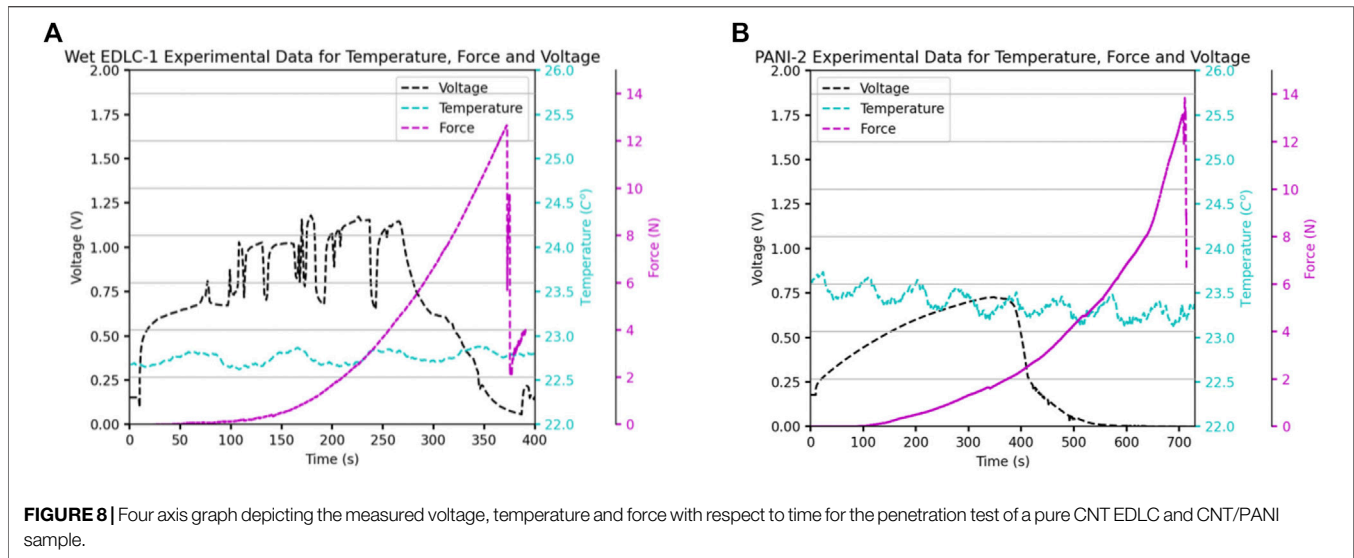 A
Wet EDLC-1 Experimental Data for Temperature, Force and Voltage
2.00
1.75
1.50
1.25
1.00
0.75
0.50
0.25
0.00
Voltage (V)
Voltage
Temperature
Force
26.0
25.5
25.0
24.5
24.0
23.5
23.0
22.5
22.0
Temperature (C°)
14
12
10
8
6
4
2
0
Force (N)
0 50 100 150 200 250 300 350 400
Time (s)
B
PANI-2 Experimental Data for Temperature, Force and Voltage
2.00
1.75
1.50
1.25
1.00
0.75
0.50
0.25
0.00
Voltage (V)
Voltage
Temperature
Force
26.0
25.5
25.0
24.5
24.0
23.5
23.0
22.5
22.0
Temperature (C°)
14
12
10
8
6
4
2
0
Force (N)
0 100 200 300 400 500 600 700
Time (s)
FIGURE 8 | Four axis graph depicting the measured voltage, temperature and force with respect to time for the penetration test of a pure CNT EDLC and CNT/PANI
sample.